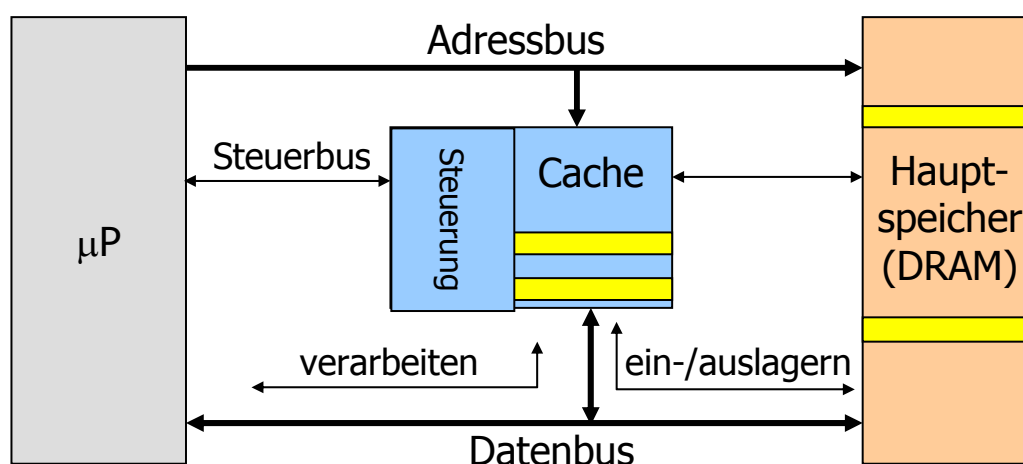 Adressbus
Steuerbus
Steuerung
Cache
Haupt-
speicher
(DRAM)
μP
verarbeiten
ein-/auslagern
Datenbus